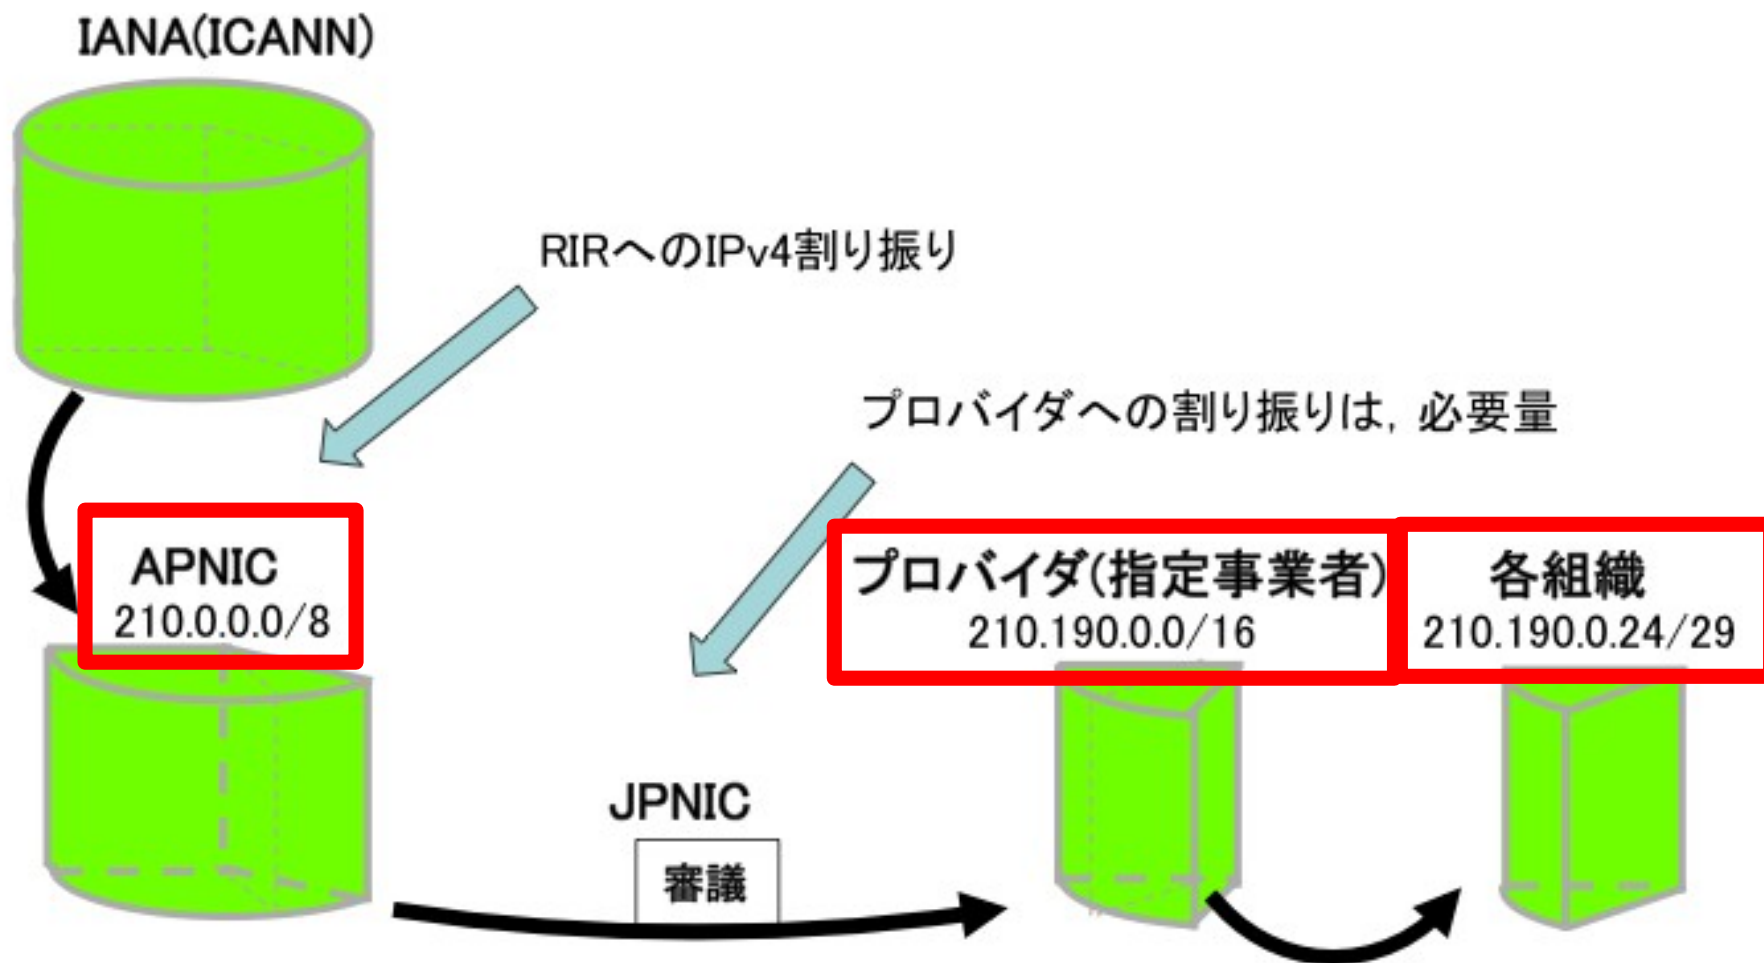 IANA(ICANN)
RIRへのIPv4割り振り
プロバイダへの割り振りは，必要量
APNIC
210.0.0.0/8
プロバイダ(指定事業者)
210.190.0.0/16
各組織
210.190.0.24/29
JPNIC
審議